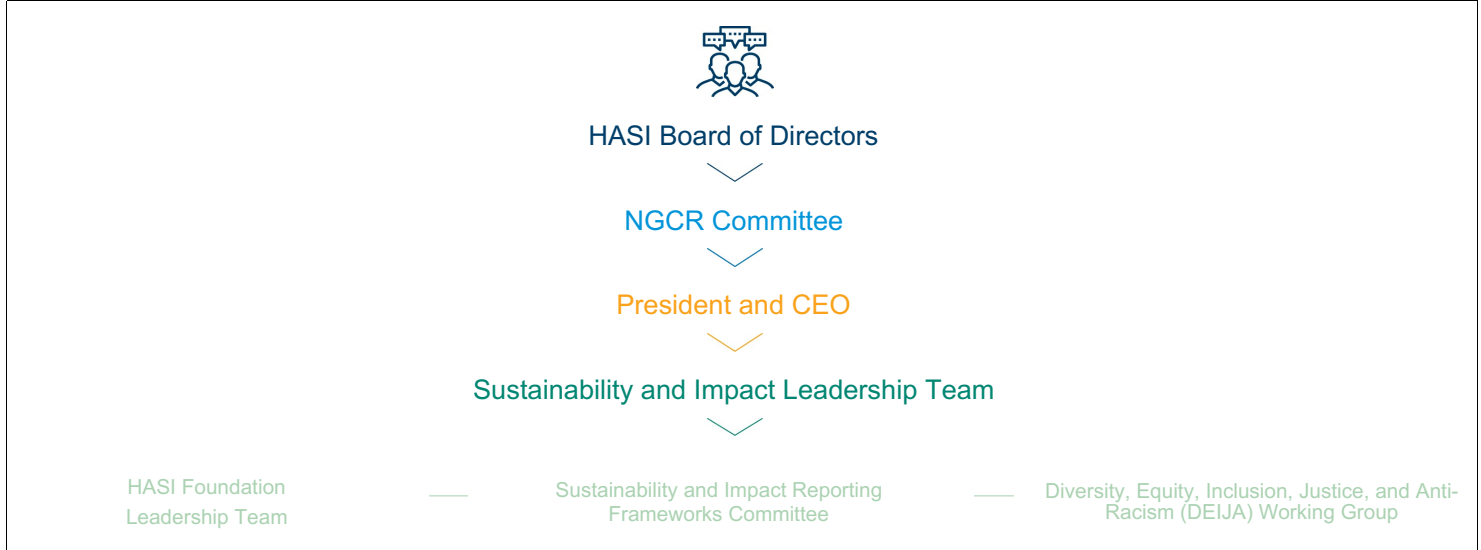 HASI Board of Directors
NGCR Committee
President and CEO
Sustainability and Impact Leadership Team
HASI Foundation
Leadership Team
Sustainability and Impact Reporting
Frameworks Committee
Diversity, Equity, Inclusion, Justice, and Anti-
Racism (DEIJA) Working Group